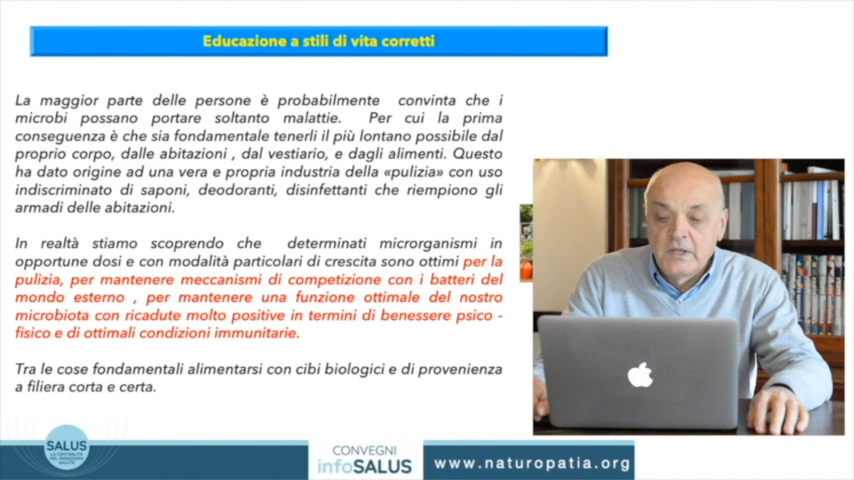 Educazione a stili di vita corretti
La maggior parte delle persone è probabilmente convinta che i
microbi possano portare soltanto malattie. Per cui la prima
conseguenza è che sia fondamentale tenerli il più lontano possibile dal
proprio corpo, dalle abitazioni , dal vestiario, e dagli alimenti. Questo
ha dato origine ad una vera e propria industria della «pulizia» con uso
indiscriminato di saponi, deodoranti, disinfettanti che riempiono gli
armadi delle abitazioni.
In realtà stiamo scoprendo che determinati microrganismi in
opportune dosi e con modalità particolari di crescita sono ottimi per la
pulizia, per mantenere meccanismi di competizione con i batteri del
mondo esterno , per mantenere una funzione ottimale del nostro
microbiota con ricadute molto positive in termini di benessere psico -
fisico e di ottimali condizioni immunitarie.
Tra le cose fondamentali alimentarsi con cibi biologici e di provenienza
a filiera corta e certa.
SALUS
LA CENTRALITÀ
DEL PARADIGMA
SALUTE
CONVEGNI
infoSALUS
www.naturopatia.org